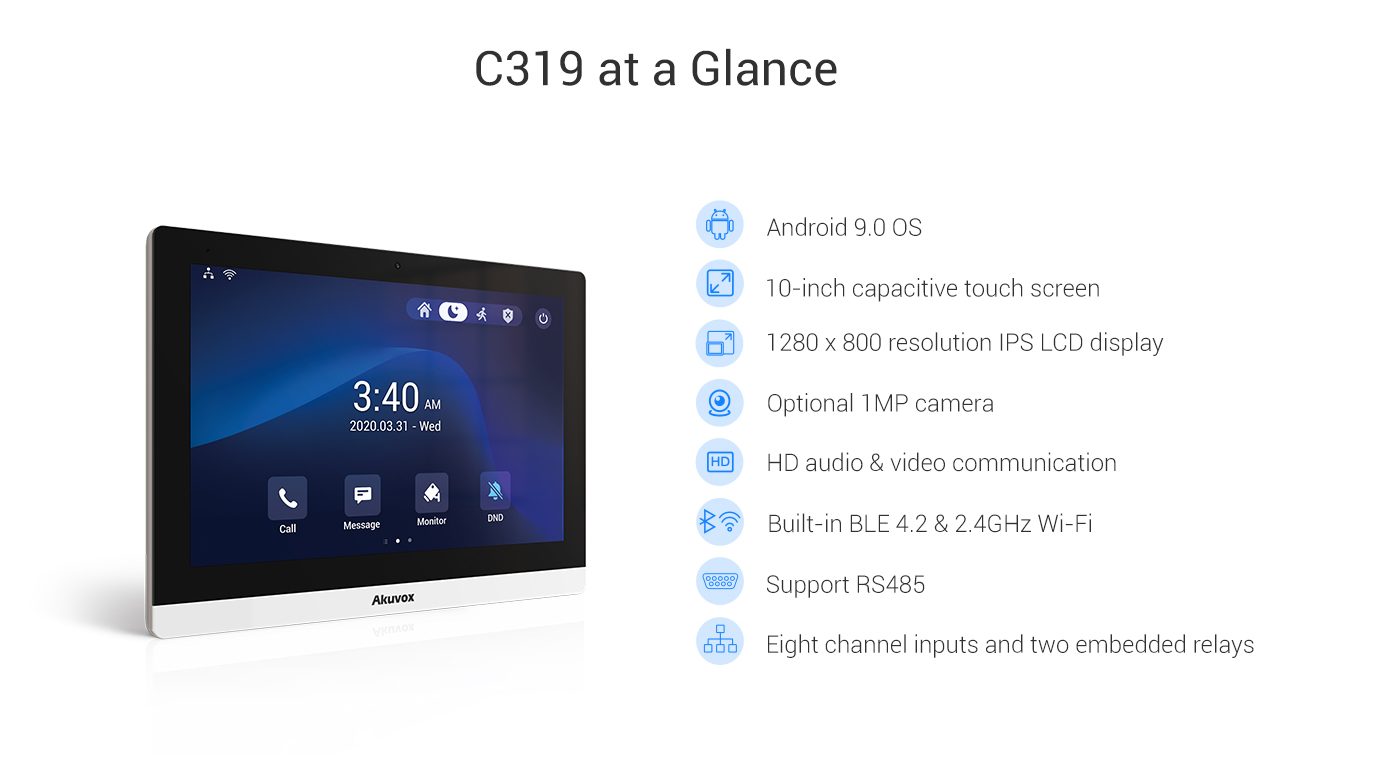 C319 at a Glance
3:40 AM
2020.03.31 - Wed
Call
Message
Monitor
DND
Akuvox
Android 9.0 OS
10-inch capacitive touch screen
1280 x 800 resolution IPS LCD display
Optional 1MP camera
HD
HD audio & video communication
Built-in BLE 4.2 & 2.4GHz Wi-Fi
Support RS485
Eight channel inputs and two embedded relays